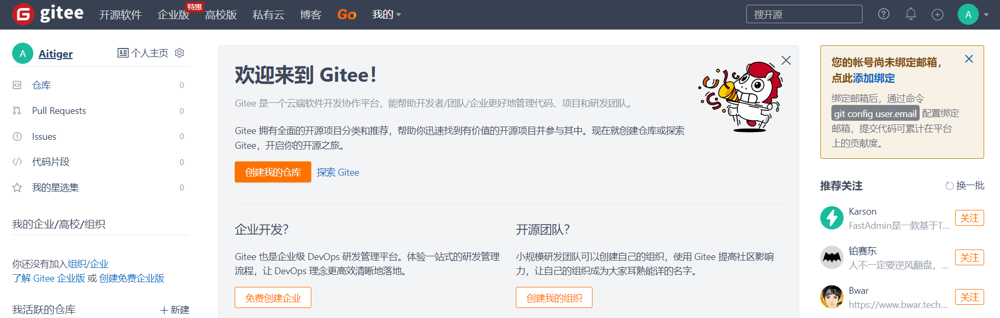 gitee 开源软件 企业版 特惠 高校版 私有云 博客 Go 我的 搜开源 A
A Aitiger 个人主页
仓库 0
Pull Requests 0
Issues 0
代码片段 0
我的星选集 0
我的企业/高校/组织
你还没有加入组织/企业
了解 Gitee 企业版 或 创建免费企业版
我活跃的仓库 + 新建
欢迎来到 Gitee！
Gitee 是一个云端软件开发协作平台，能帮助开发者/团队/企业更好地管理代码、项目和研发团队。
Gitee 拥有全面的开源项目分类和推荐，帮助你迅速找到有价值的开源项目并参与其中。现在就创建仓库或探索
Gitee，开启你的开源之旅。
创建我的仓库 探索 Gitee
企业开发？
Gitee 也是企业级 DevOps 研发管理平台。体验一站式的研发管理
流程，让 DevOps 理念更高效清晰地落地。
免费创建企业
开源团队？
小规模研发团队可以创建自己的组织，使用 Gitee 提高社区影响
力，让自己的组织成为大家耳熟能详的名字。
创建我的组织
您的帐号尚未绑定邮箱，
点此添加绑定
绑定邮箱后，通过命令
git config user.email 配置绑定
邮箱，提交代码可累计在平台
上的贡献度。
推荐关注 换一批
Karson
FastAdmin是一款基于T...
关注
铂赛东
人不一定要逆风翻盘，...
关注
Bwar
https://www.bwar.tech...
关注